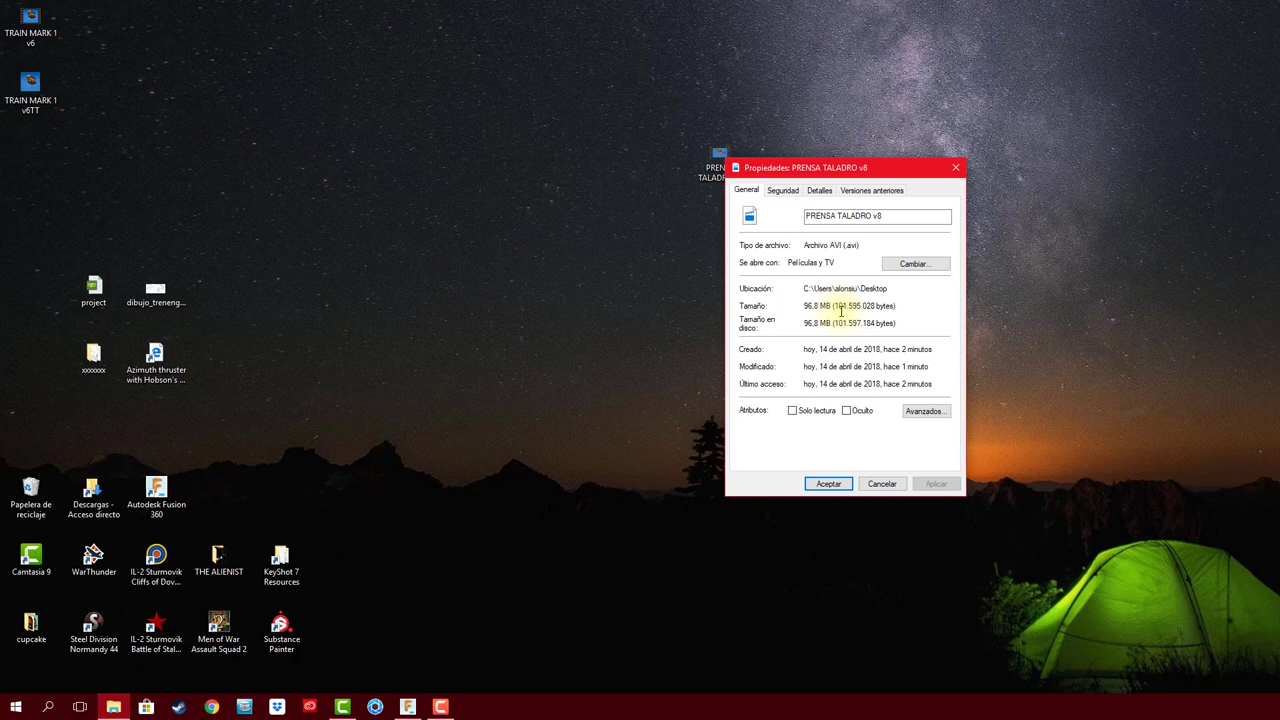 TRAIN MARK 1
v6
TRAIN MARK 1
v6TT
project
dibujo_treneng...
xxxxxxx
Azimuth thruster
with Hobson's ...
Papelera de
reciclaje
Descargas -
Acceso directo
Autodesk Fusion
360
Camtasia 9
WarThunder
IL-2 Sturmovik
Cliffs of Dov...
THE ALIENIST
KeyShot 7
Resources
cupcake
Steel Division
Normandy 44
IL-2 Sturmovik
Battle of Stal...
Men of War
Assault Squad 2
Substance
Painter
PREN
TALADR
Propiedades: PRENSA TALADRO v8
General Seguridad Detalles Versiones anteriores
PRENSA TALADRO v8
Tipo de archivo: Archivo AVI (.avi)
Se abre con: Películas y TV Cambiar...
Ubicación: C:\Users\alonsiu\Desktop
Tamaño: 96,8 MB (101.595.028 bytes)
Tamaño en disco: 96,8 MB (101.597.184 bytes)
Creado: hoy, 14 de abril de 2018, hace 2 minutos
Modificado: hoy, 14 de abril de 2018, hace 1 minuto
Último acceso: hoy, 14 de abril de 2018, hace 2 minutos
Atributos: Solo lectura Oculto Avanzados...
Aceptar Cancelar Aplicar